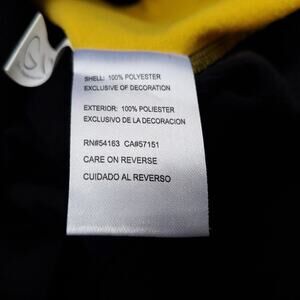 SHELL: 100% POLYESTER
EXCLUSIVE OF DECORATION
EXTERIOR: 100% POLIESTER
EXCLUSIVO DE LA DECORACION
RN#54163 CA#57151
CARE ON REVERSE
CUIDADO AL REVERSO